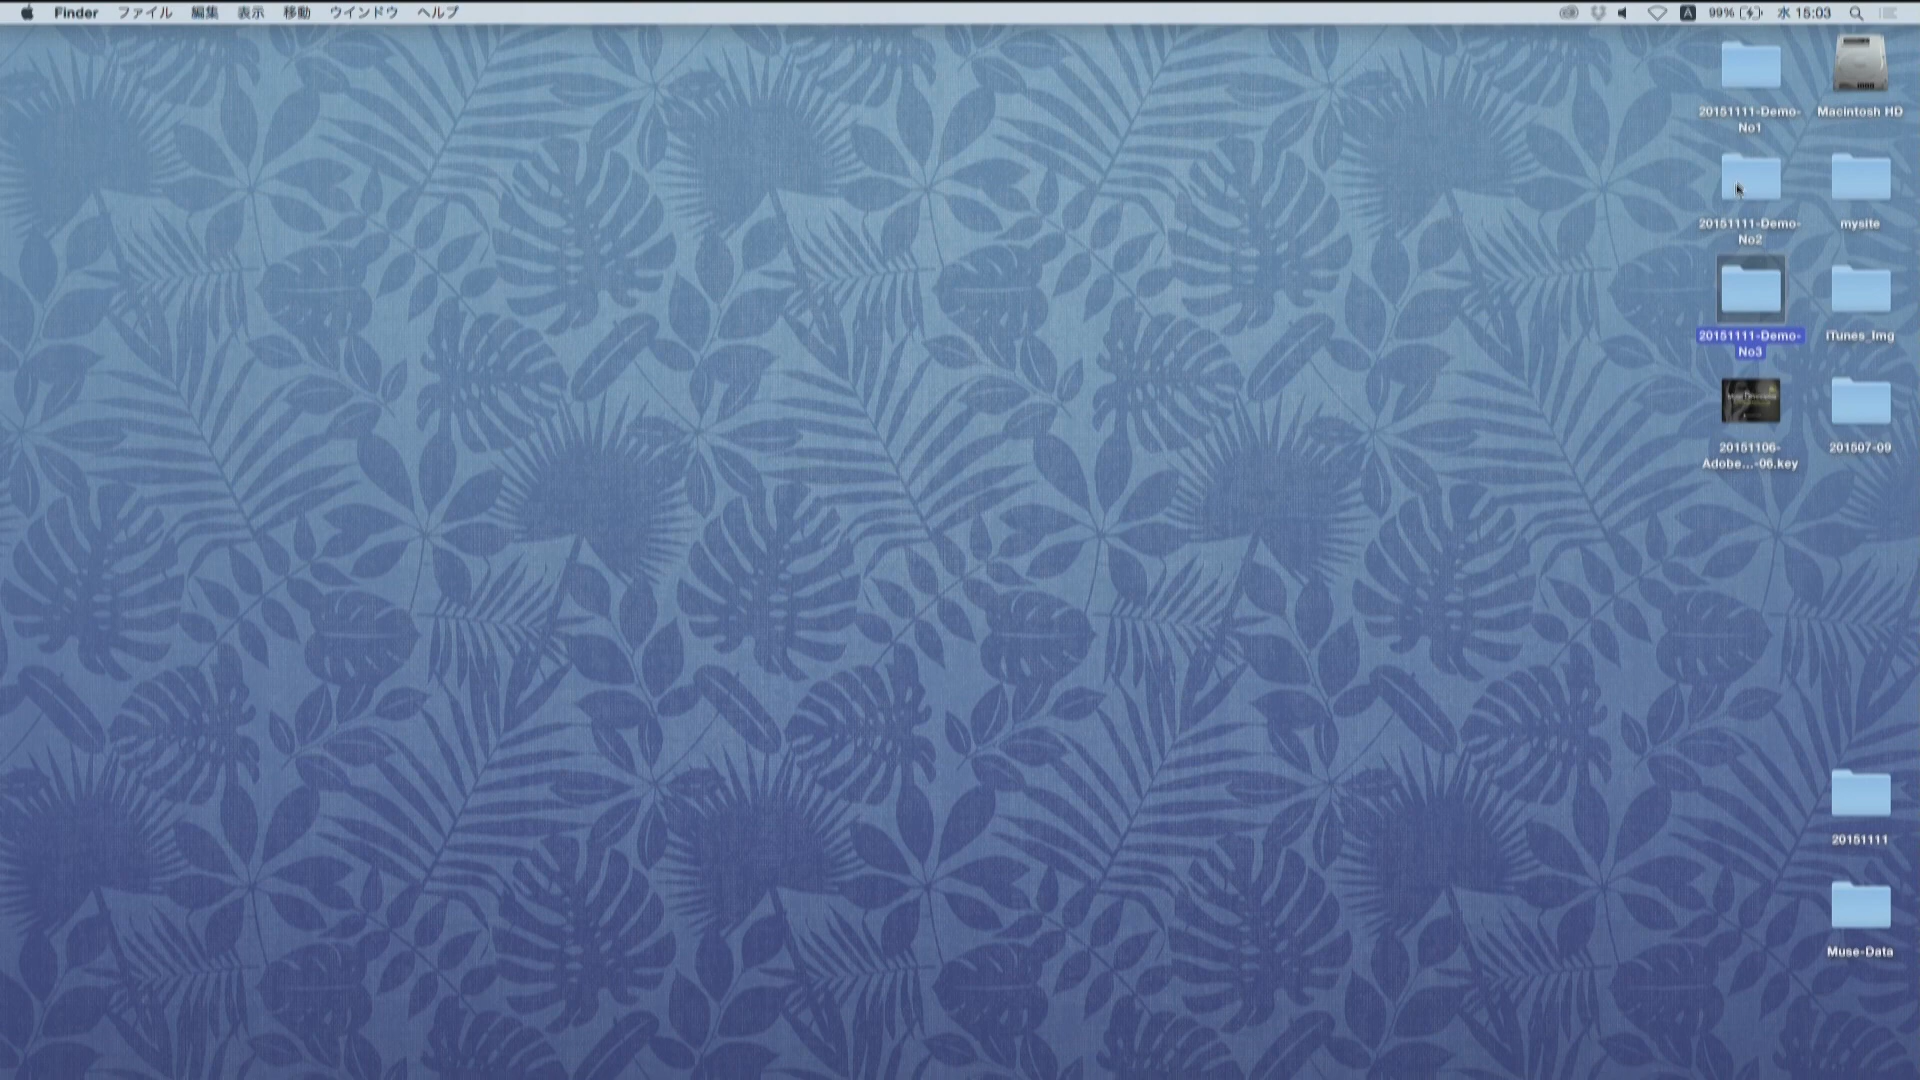 Finder ファイル 編集 表示 移動 ウインドウ ヘルプ A 99% 水 15:03
20151111-Demo-
No1
Macintosh HD
20151111-Demo-
No2
mysite
20151111-Demo-
No3
iTunes_Img
20151106-
Adobe...-06.key
201507-09
20151111
Muse-Data